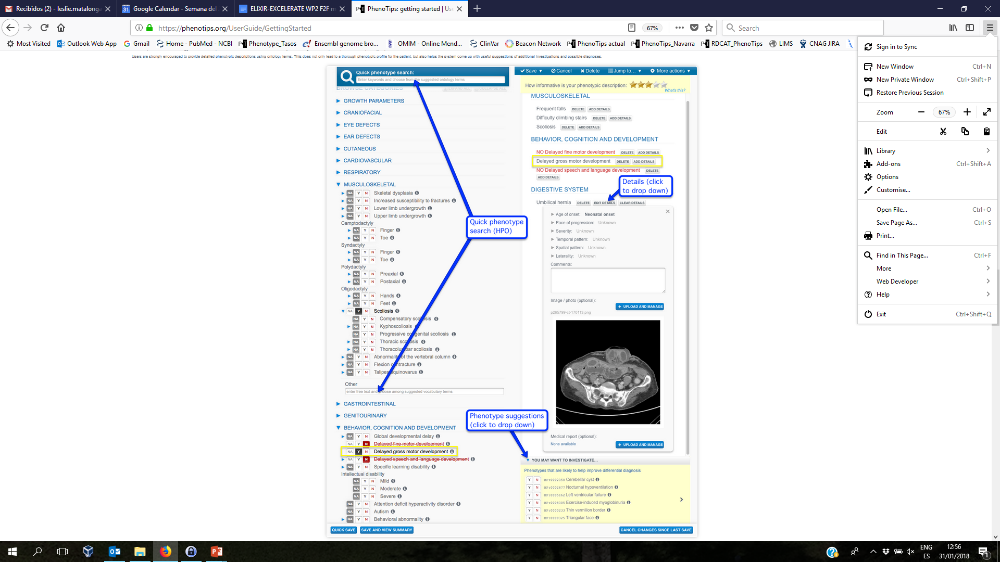 Recibidos (2) - leslie.matalong
Google Calendar - Semana del
ELIXIR-EXCELERATE WP2 F2F m
PhenoTips: getting started | Us
https://phenotips.org/UserGuide/GettingStarted
67%
Search
Most Visited
Outlook Web App
Gmail
Home - PubMed - NCBI
Phenotype_Tasos
Ensembl genome bro...
OMIM - Online Mend...
ClinVar
Beacon Network
PhenoTips actual
PhenoTips_Navarra
RDCAT_PhenoTips
LIMS
CNAG JIRA
Users are strongly encouraged to provide detailed phenotypic descriptions using ontology terms. This does not only lead to a thorough phenotypic profile for the patient, but also helps the system come up with useful suggestions of additional investigations and possible diagnoses.
Quick phenotype search:
Enter keywords and choose from the suggested ontology terms
BROWSE CATEGORIES
EXPAND ALL
COLLAPSE ALL
GROWTH PARAMETERS
CRANIOFACIAL
EYE DEFECTS
EAR DEFECTS
CUTANEOUS
CARDIOVASCULAR
RESPIRATORY
MUSCULOSKELETAL
NA Y N Skeletal dysplasia
NA Y N Increased susceptibility to fractures
NA Y N Lower limb undergrowth
NA Y N Upper limb undergrowth
Camptodactyly
NA Y N Finger
NA Y N Toe
Syndactyly
NA Y N Finger
NA Y N Toe
Polydactyly
NA Y N Preaxial
NA Y N Postaxial
Oligodactyly
NA Y N Hands
NA Y N Feet
NA Y N Scoliosis
NA Y N Compensatory scoliosis
NA Y N Kyphoscoliosis
NA Y N Progressive congenital scoliosis
NA Y N Thoracic scoliosis
NA Y N Thoracolumbar scoliosis
NA Y N Abnormality of the vertebral column
NA Y N Flexion contracture
NA Y N Talipes equinovarus
Other
enter free text and choose among suggested vocabulary terms
GASTROINTESTINAL
GENITOURINARY
BEHAVIOR, COGNITION AND DEVELOPMENT
NA Y N Global developmental delay
NA Y N Delayed fine motor development
NA Y N Delayed gross motor development
NA Y N Delayed speech and language development
NA Y N Specific learning disability
Intellectual disability
NA Y N Mild
NA Y N Moderate
NA Y N Severe
NA Y N Attention deficit hyperactivity disorder
NA Y N Autism
NA Y N Behavioral abnormality
QUICK SAVE
SAVE AND VIEW SUMMARY
CANCEL CHANGES SINCE LAST SAVE
Quick phenotype
search (HPO)
Phenotype suggestions
(click to drop down)
Details (click
to drop down)
Save
Cancel
Delete
Jump to...
More actions
How informative is your phenotypic description:
What's this?
MUSCULOSKELETAL
Frequent falls DELETE ADD DETAILS
Difficulty climbing stairs DELETE ADD DETAILS
Scoliosis DELETE ADD DETAILS
BEHAVIOR, COGNITION AND DEVELOPMENT
NO Delayed fine motor development DELETE ADD DETAILS
Delayed gross motor development DELETE ADD DETAILS
NO Delayed speech and language development DELETE
ADD DETAILS
DIGESTIVE SYSTEM
Umbilical hernia DELETE EDIT DETAILS CLEAR DETAILS
Age of onset: Neonatal onset
Pace of progression: Unknown
Severity: Unknown
Temporal pattern: Unknown
Spatial pattern: Unknown
Laterality: Unknown
Comments:
Image / photo (optional):
UPLOAD AND MANAGE
p265799-ct-170113.png
Medical report (optional):
None available
UPLOAD AND MANAGE
YOU MAY WANT TO INVESTIGATE...
Phenotypes that are likely to help improve differential diagnosis
Y N HP:0002350 Cerebellar cyst
Y N HP:0002877 Nocturnal hypoventilation
Y N HP:0005162 Left ventricular failure
Y N HP:0008305 Exercise-induced myoglobinuria
Y N HP:0000233 Thin vermilion border
Y N HP:0000325 Triangular face
Sign in to Sync
New Window Ctrl+N
New Private Window Ctrl+Shift+P
Restore Previous Session
Zoom 67%
Edit
Library
Add-ons Ctrl+Shift+A
Options
Customise...
Open File... Ctrl+O
Save Page As... Ctrl+S
Print...
Find in This Page... Ctrl+F
More
Web Developer
Help
Exit Ctrl+Shift+Q
ENG
ES
12:56
31/01/2018
1